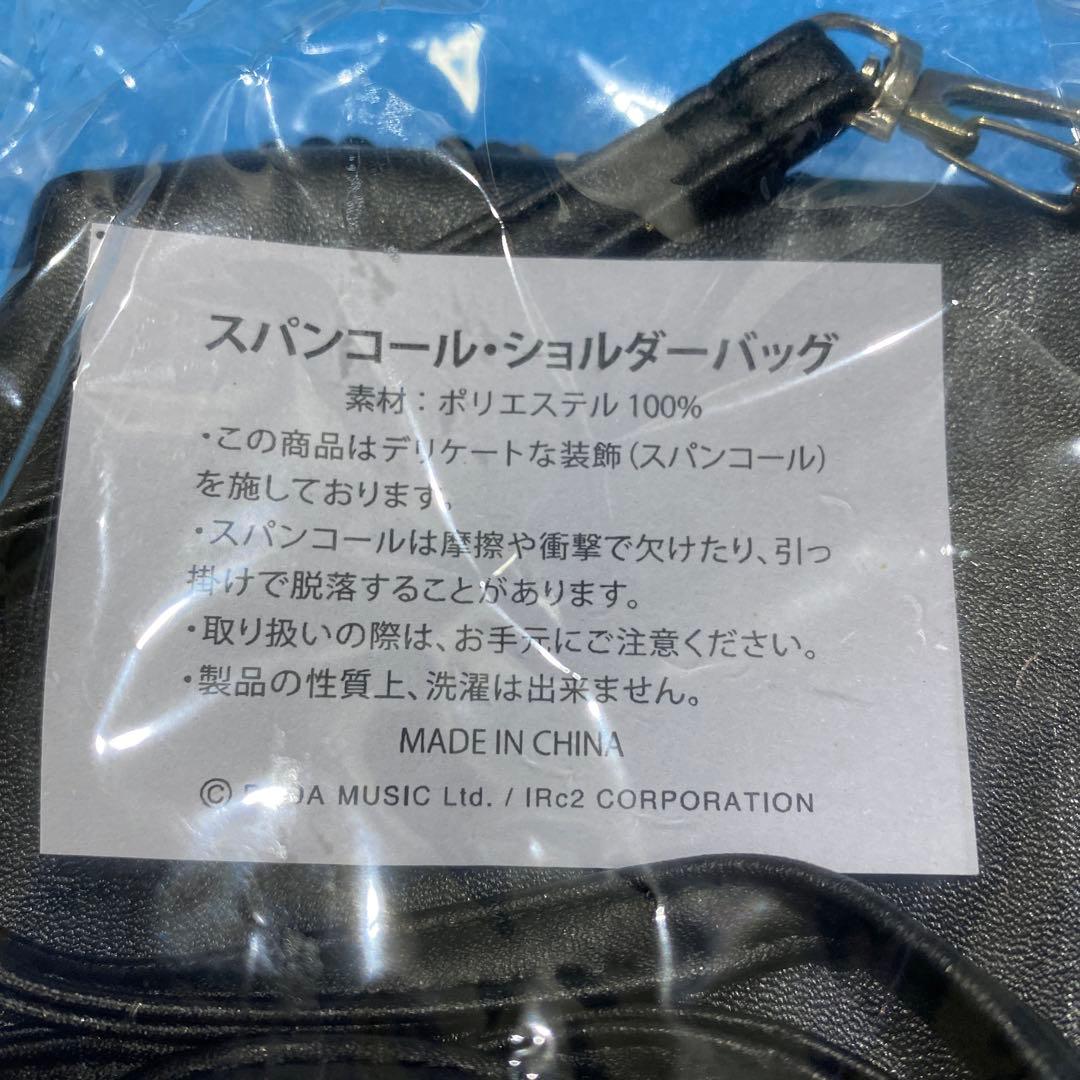 スパンコール・ショルダーバッグ
素材：ポリエステル 100%
・この商品はデリケートな装飾（スパンコール）
を施しております。
・スパンコールは摩擦や衝撃で欠けたり、引っ
掛けで脱落することがあります。
・取り扱いの際は、お手元にご注意ください。
・製品の性質上、洗濯は出来ません。
MADE IN CHINA
© MUSIC Ltd. / IRc2 CORPORATION